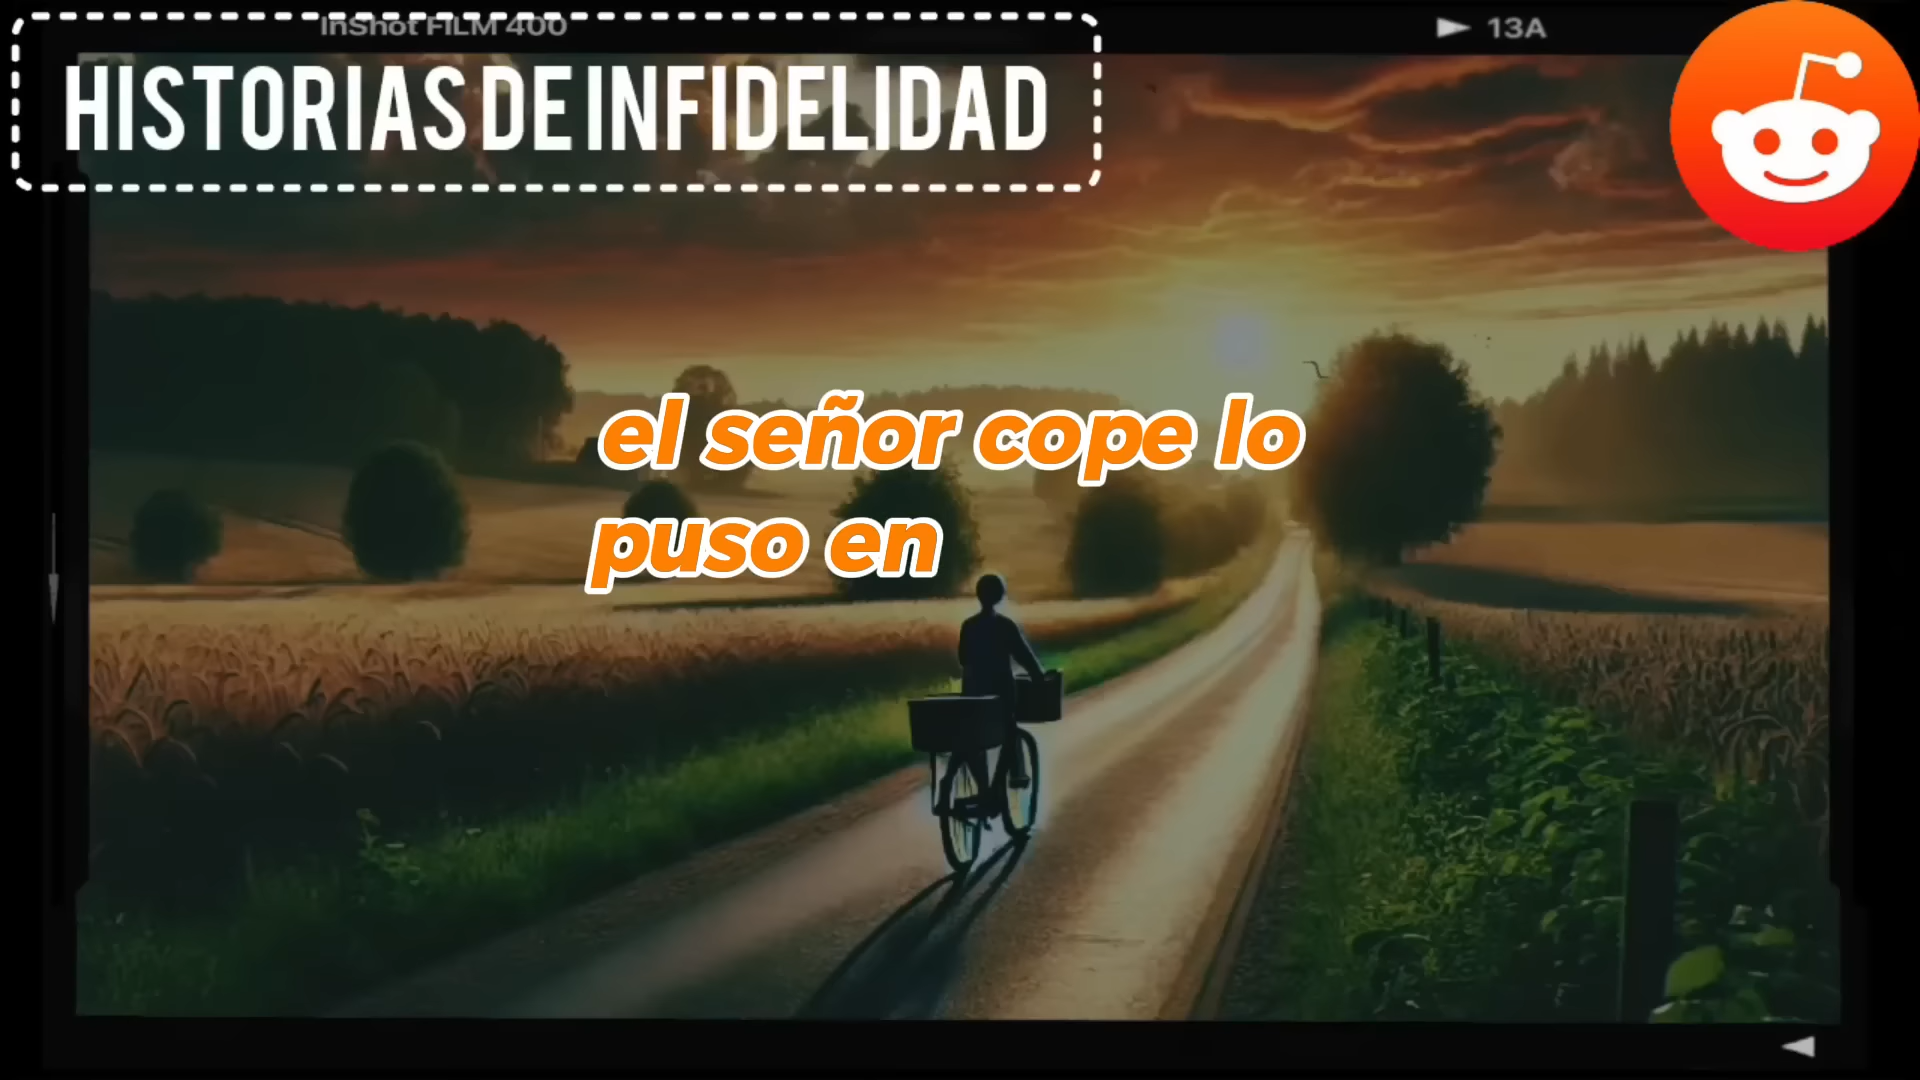 InShot FILM 400
13A
HISTORIAS DE INFIDELIDAD
el señor cope lo
puso en